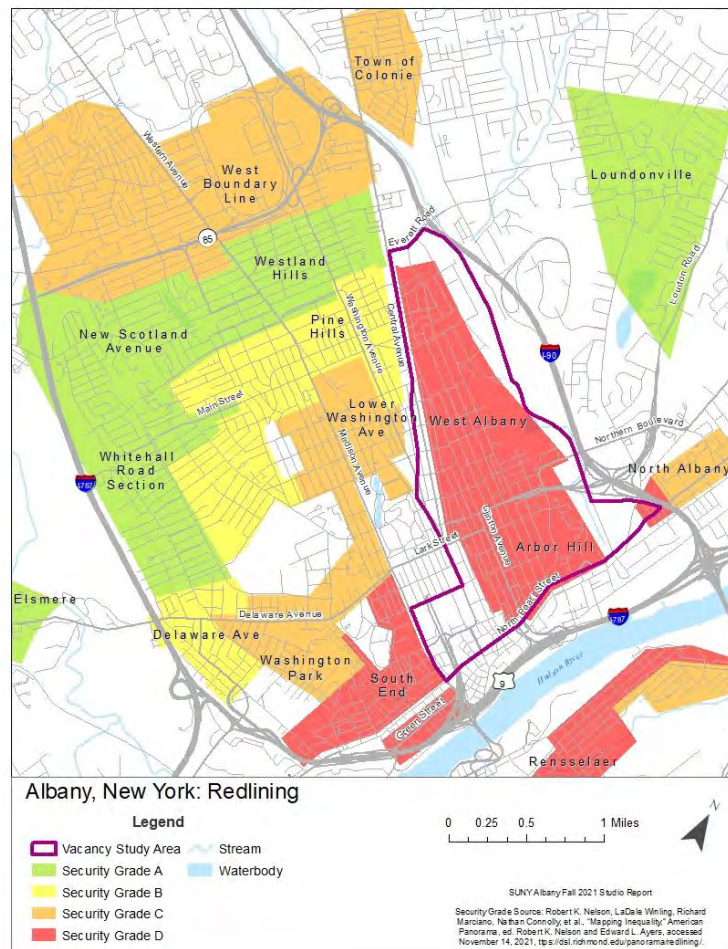 Town of
Colonie
Western Avenue
West
Boundary
Line
Loundonville
85
Everett Road
Westland
Hills
Loudon Road
New Scotland
Avenue
Pine
Hills
Washington Avenue
Central Avenue
I-90
Main Street
Lower
Washington
Ave
West Albany
Northern Boulevard
Whitehall
Road
Section
Madison Avenue
North Albany
I-787
Clinton Avenue
Lark Street
Arbor Hill
Elsmere
North Pearl Street
I-787
Delaware Avenue
Delaware Ave
Washington
Park
South
End
9
Hudson River
Green Street
Rensselaer
Albany, New York: Redlining
Legend
Vacancy Study Area
Stream
Security Grade A
Waterbody
Security Grade B
Security Grade C
Security Grade D
0 0.25 0.5 1 Miles
N
SUNY Albany Fall 2021 Studio Report
Security Grade Source: Robert K. Nelson, LaDale Winling, Richard
Marciano, Nathan Connolly, et al., "Mapping Inequality," American
Panorama, ed. Robert K. Nelson and Edward L. Ayers, accessed
November 14, 2021, tps://dsl.richmond.edu/panorama/redlining/.